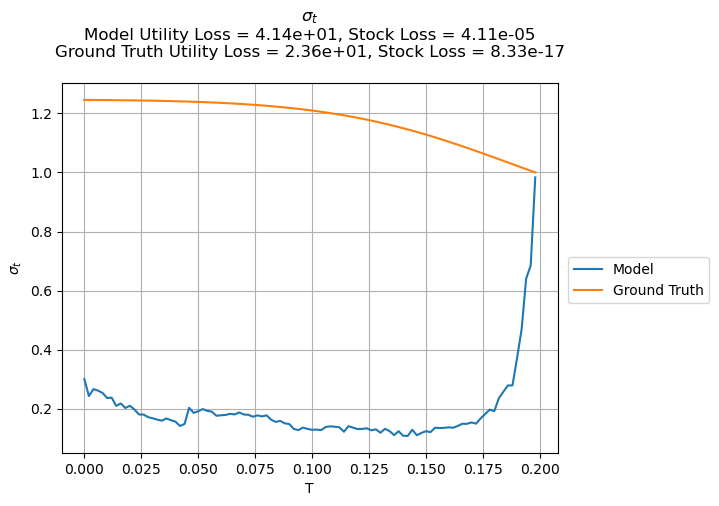 σt
Model Utility Loss = 4.14e+01, Stock Loss = 4.11e-05
Ground Truth Utility Loss = 2.36e+01, Stock Loss = 8.33e-17
1.2
1.0
0.8
0.6
0.4
0.2
σt
0.000 0.025 0.050 0.075 0.100 0.125 0.150 0.175 0.200
T
Model
Ground Truth